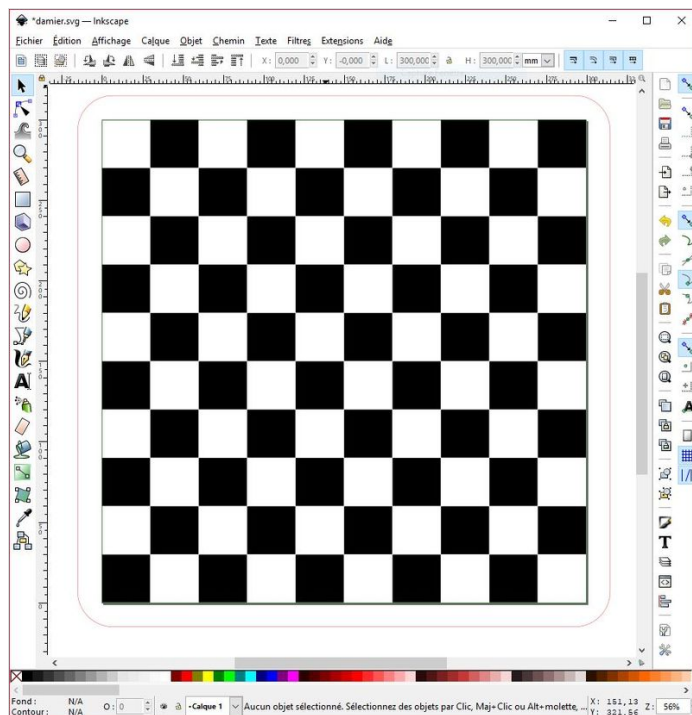 *damier.svg — Inkscape
Fichier Édition Affichage Calque Objet Chemin Texte Filtres Extensions Aide
X: 0,000 Y: -0,000 L: 300,000 H: 300,000 mm
Fond: N/A
Contour: N/A
O: 0
-Calque 1
Aucun objet sélectionné. Sélectionnez des objets par Clic, Maj+Clic ou Alt+molette, ...
X: 151,13
Y: 321,56
Z: 56%